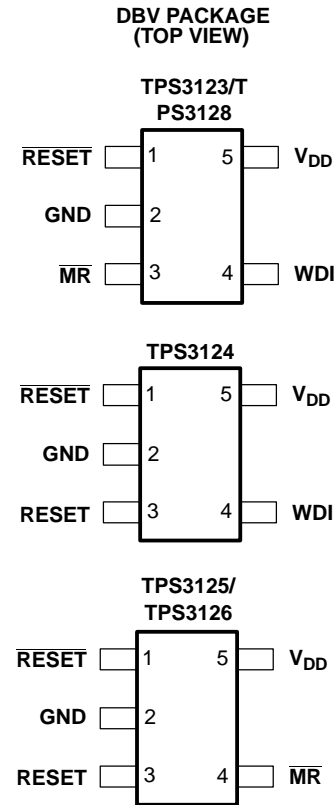 DBV PACKAGE
(TOP VIEW)
TPS3123/T
PS3128
RESET 1 5 VDD
GND 2
MR 3 4 WDI
TPS3124
RESET 1 5 VDD
GND 2
RESET 3 4 WDI
TPS3125/
TPS3126
RESET 1 5 VDD
GND 2
RESET 3 4 MR